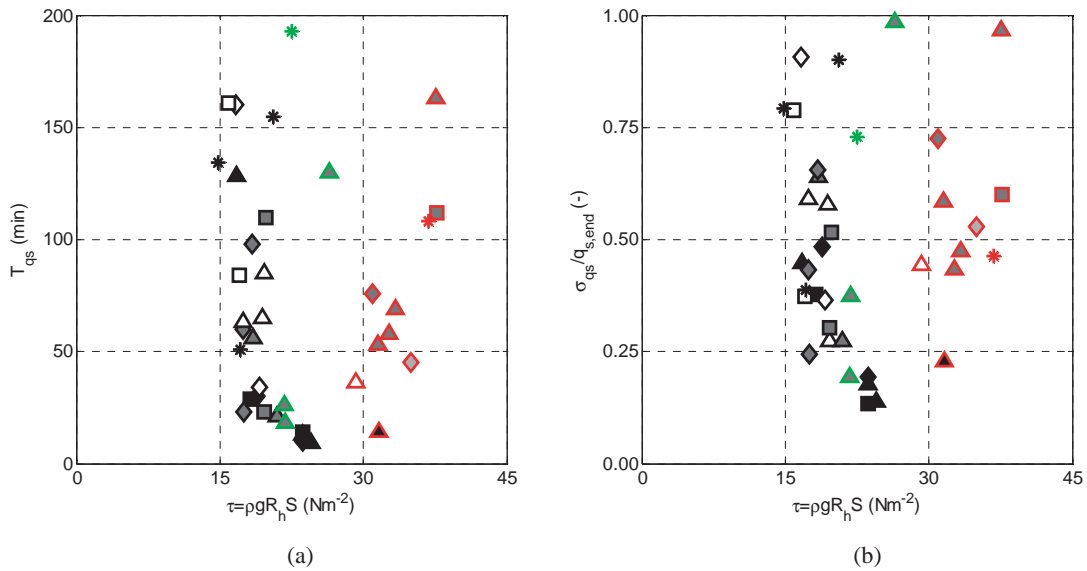 200
150
100
50
0
0 15 30 45
T_qs (min)
τ=ρgR_hS (Nm^-2)
(a)
1.00
0.75
0.50
0.25
0.00
0 15 30 45
σ_qs/q_s,end (-)
τ=ρgR_hS (Nm^-2)
(b)